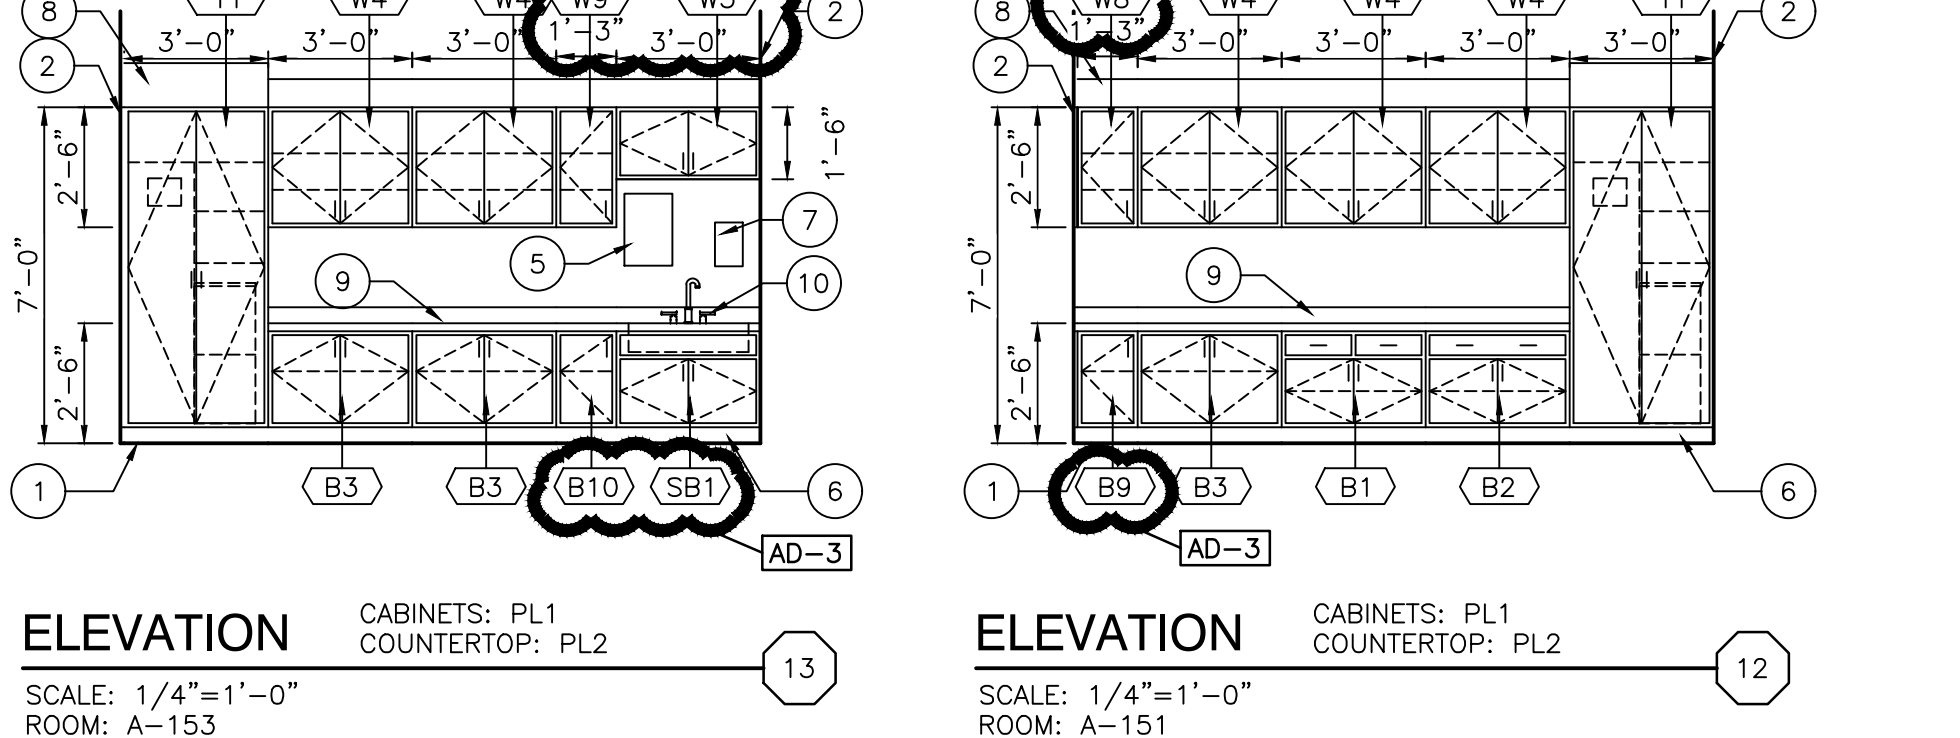 8
T1
W4
W4
W9
W3
2
3'-0"
3'-0"
3'-0"
1'-3"
3'-0"
2
2'-6"
1'-6"
7'-0"
2'-6"
5
7
9
10
1
B3
B3
B10
SB1
6
AD-3
ELEVATION
CABINETS: PL1
COUNTERTOP: PL2
13
SCALE: 1/4"=1'-0"
ROOM: A-153
8
W8
W4
W4
W4
T1
2
1'-3"
3'-0"
3'-0"
3'-0"
3'-0"
2
2'-6"
7'-0"
2'-6"
9
1
B9
B3
B1
B2
6
AD-3
ELEVATION
CABINETS: PL1
COUNTERTOP: PL2
12
SCALE: 1/4"=1'-0"
ROOM: A-151